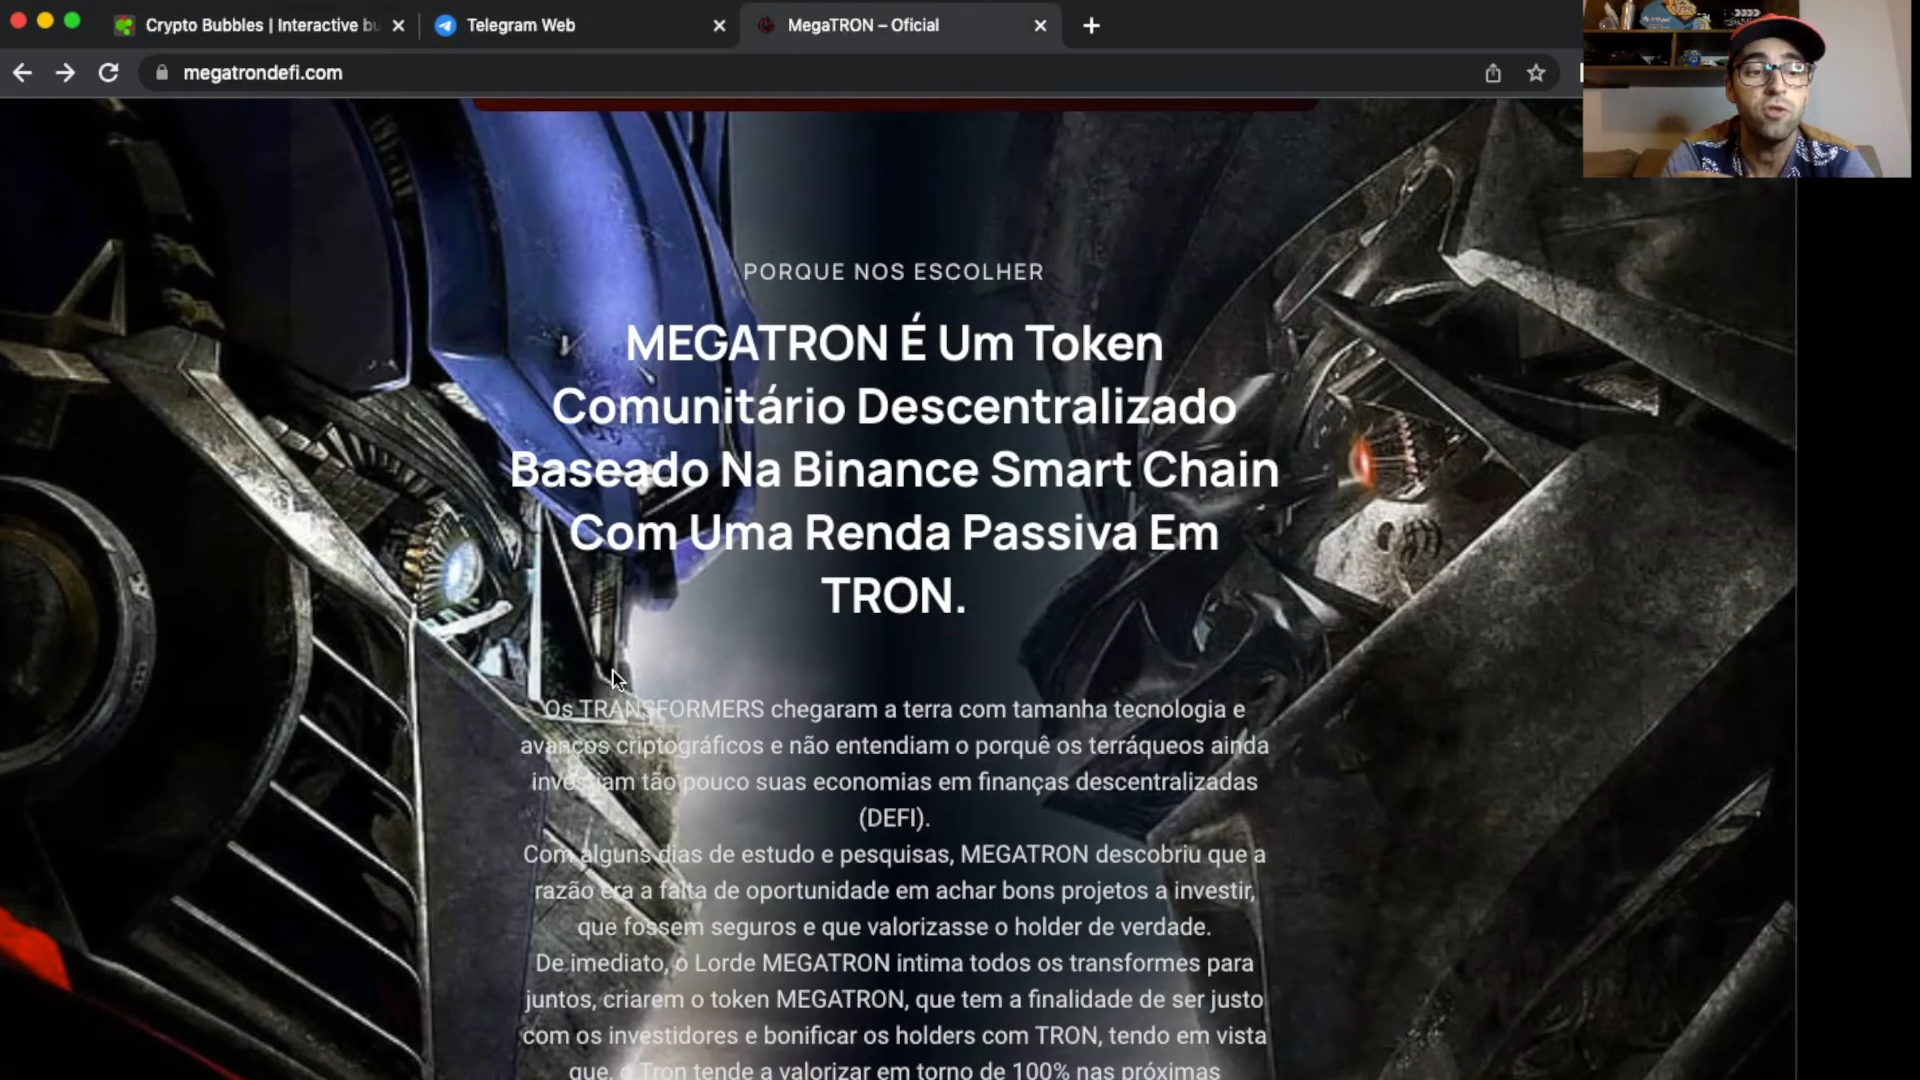 Crypto Bubbles | Interactive bu
Telegram Web
MegaTRON – Oficial
megatrondefi.com
PORQUE NOS ESCOLHER
MEGATRON É Um Token
Comunitário Descentralizado
Baseado Na Binance Smart Chain
Com Uma Renda Passiva Em
TRON.
Os TRANSFORMERS chegaram a terra com tamanha tecnologia e
avanços criptográficos e não entendiam o porquê os terráqueos ainda
investiam tão pouco suas economias em finanças descentralizadas
(DEFI).
Com alguns dias de estudo e pesquisas, MEGATRON descobriu que a
razão era a falta de oportunidade em achar bons projetos a investir,
que fossem seguros e que valorizasse o holder de verdade.
De imediato, o Lorde MEGATRON intima todos os transformes para
juntos, criarem o token MEGATRON, que tem a finalidade de ser justo
com os investidores e bonificar os holders com TRON, tendo em vista
que, o Tron tende a valorizar em torno de 100% nas próximas